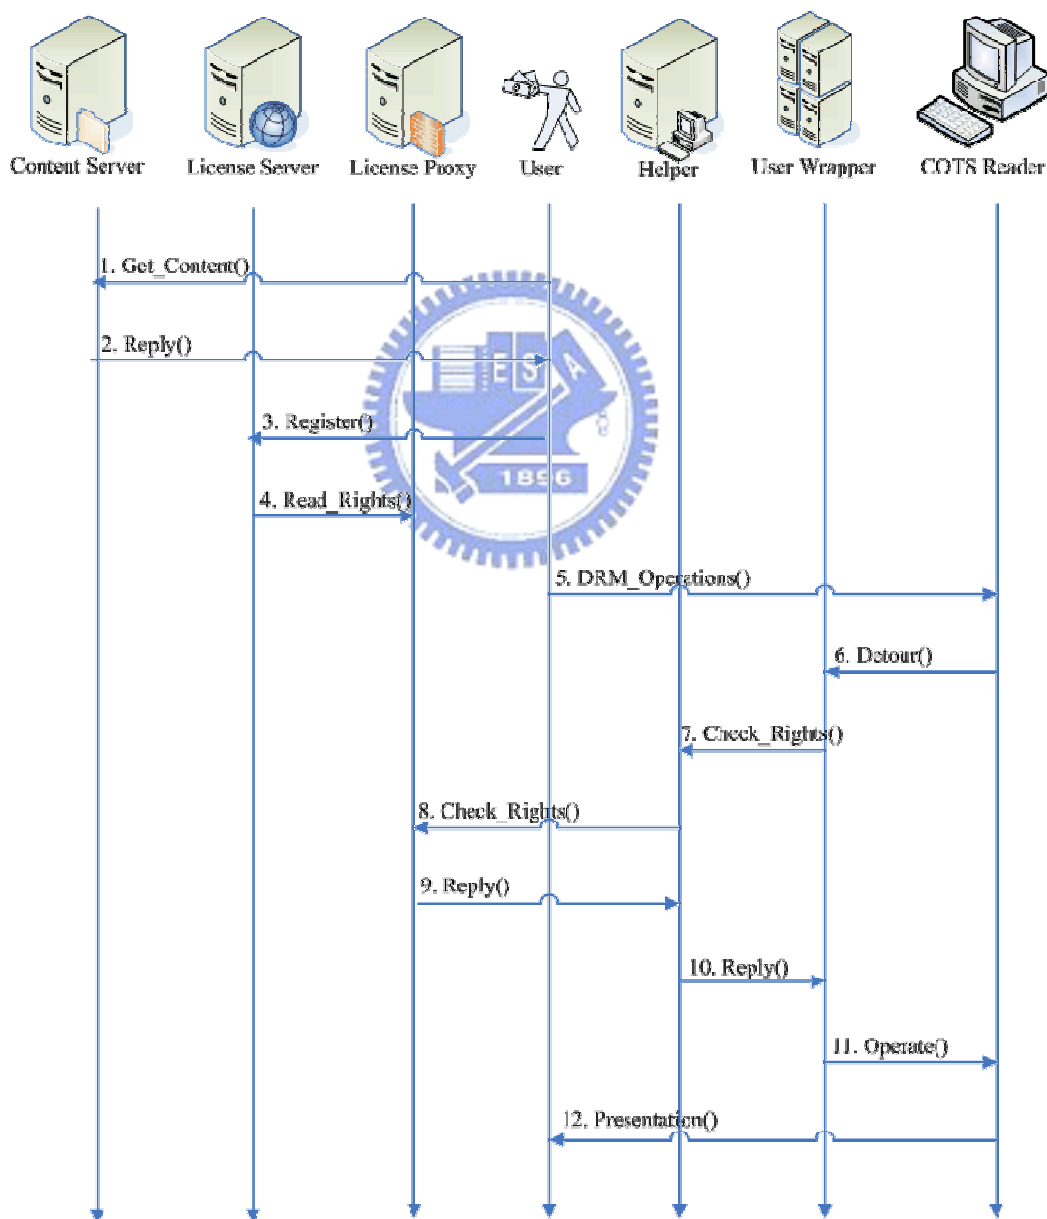 Content Server
License Server
License Proxy
User
Helper
User Wrapper
COTS Reader
1. Get_Content()
2. Reply()
ESA
3. Register()
1896
4. Read_Rights()
5. DRM_Operations()
6. Detour()
7. Check_Rights()
8. Check_Rights()
9. Reply()
10. Reply()
11. Operate()
12. Presentation()